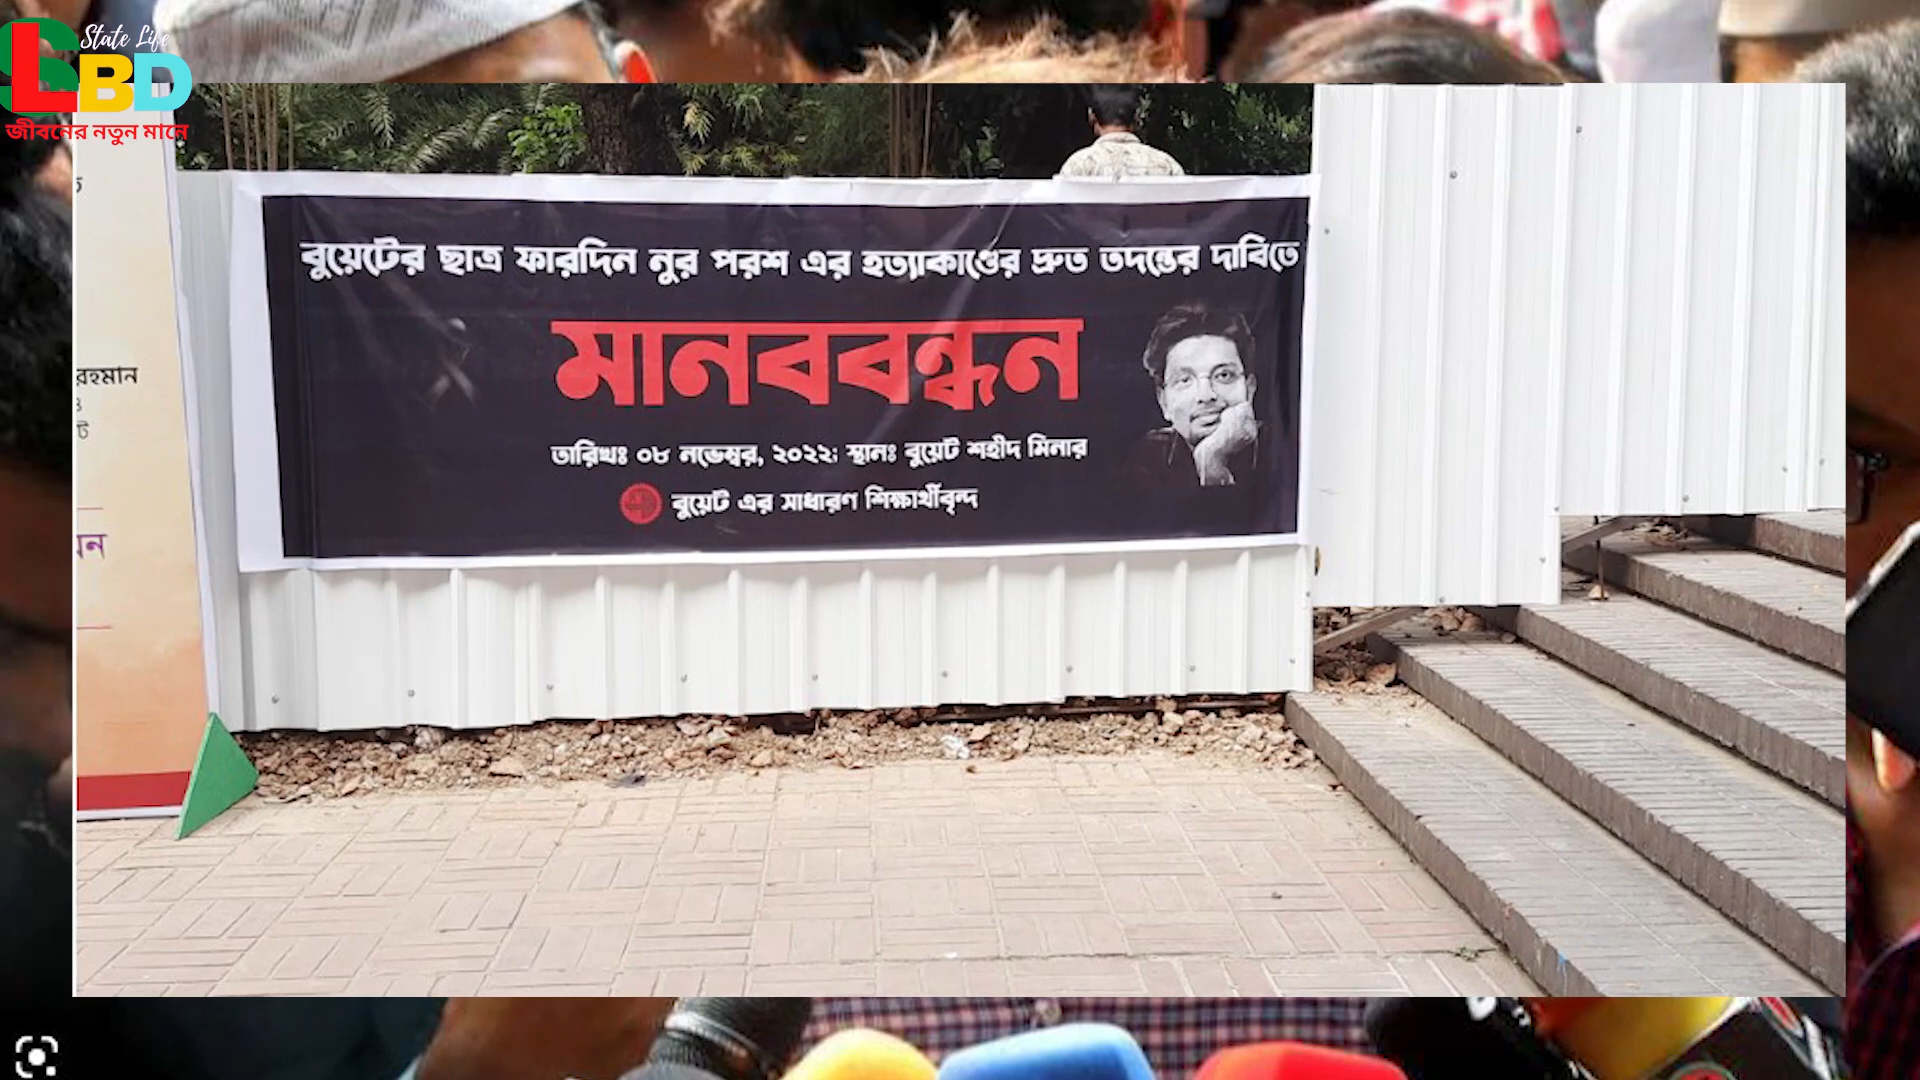 State Life
LBD
জীবনের নতুন মানে
রহমান
বুয়েটের ছাত্র ফারদিন নুর পরশ এর হত্যাকাণ্ডের দ্রুত তদন্তের দাবিতে
মানববন্ধন
তারিখঃ ০৮ নভেম্বর, ২০২২; স্থানঃ বুয়েট শহীদ মিনার
বুয়েট এর সাধারণ শিক্ষার্থীবৃন্দ